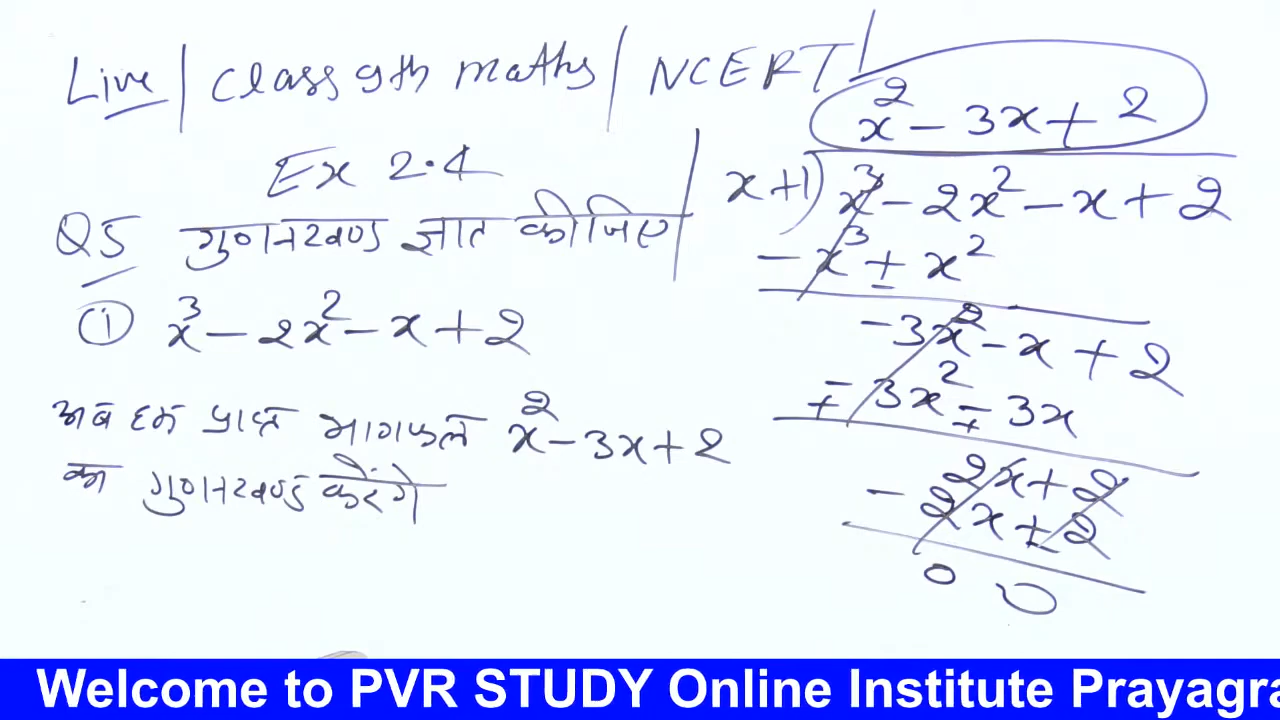 Live | Class 9th maths | NCERT |
Ex 2.4
Q5 गुणनखण्ड ज्ञात कीजिए
① x³ - 2x² - x + 2
अब हम प्राप्त भागफल x² - 3x + 2
का गुणनखण्ड करेंगे
x² - 3x + 2
x+1) x³ - 2x² - x + 2
- x³ ± x²
-3x² - x + 2
∓ 3x² ∓ 3x
2x + 2
- 2x ± 2
0 0
Welcome to PVR STUDY Online Institute Prayagra